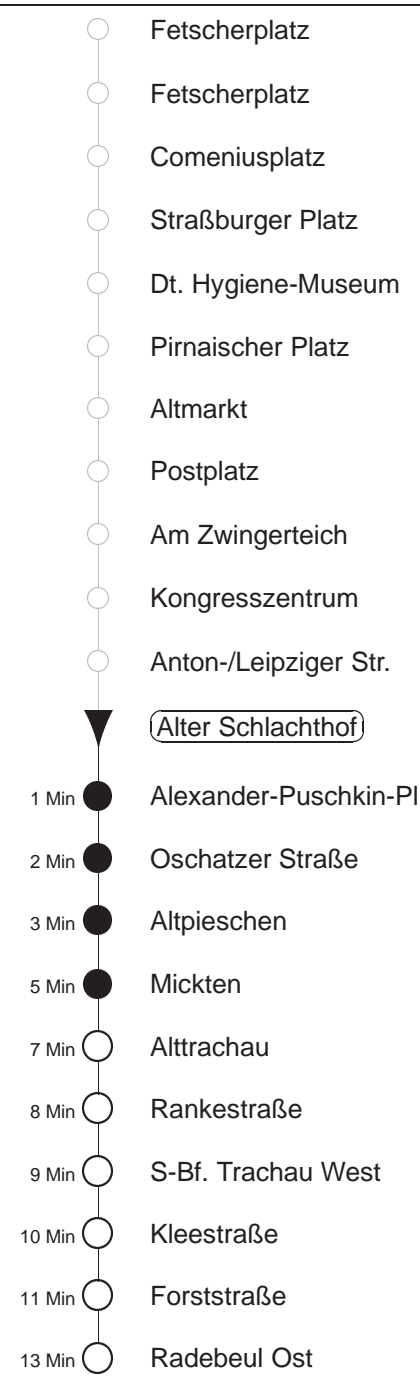 Fetscherplatz
Fetscherplatz
Comeniusplatz
Straßburger Platz
Dt. Hygiene-Museum
Pirnaischer Platz
Altmarkt
Postplatz
Am Zwingerteich
Kongresszentrum
Anton-/Leipziger Str.
Alter Schlachthof
1 Min Alexander-Puschkin-Pl
2 Min Oschatzer Straße
3 Min Altpieschen
5 Min Mickten
7 Min Alttrachau
8 Min Rankestraße
9 Min S-Bf. Trachau West
10 Min Kleestraße
11 Min Forststraße
13 Min Radebeul Ost